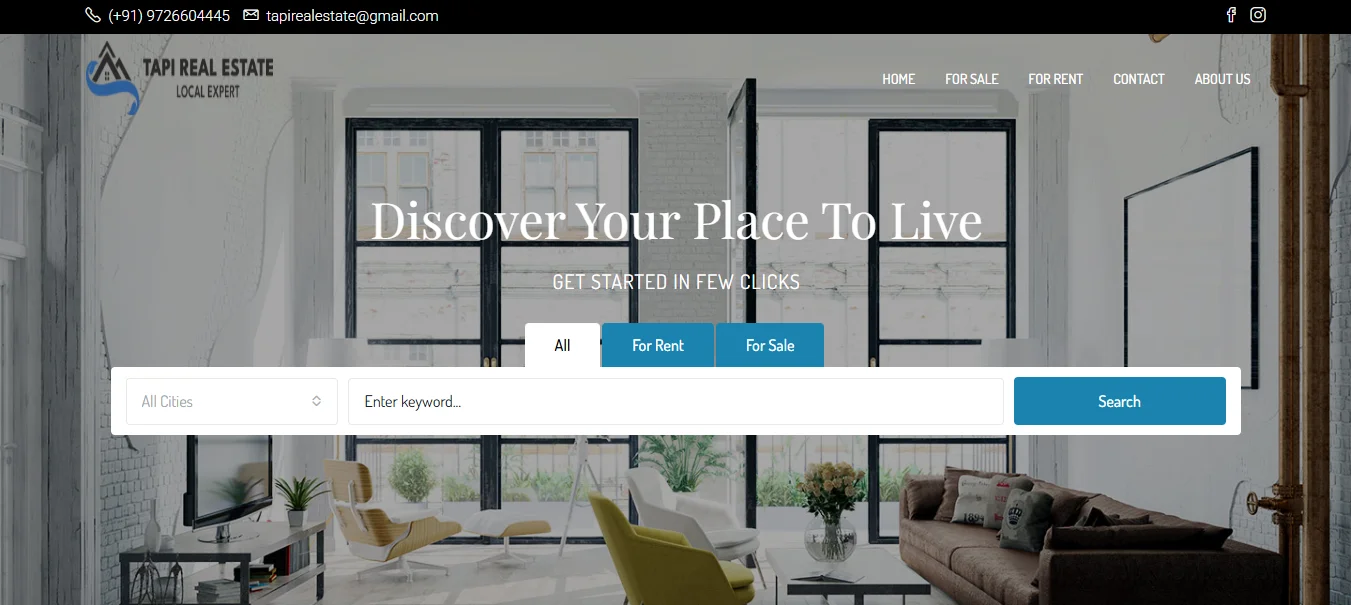 (+91) 9726604445 tapirealestate@gmail.com
TAPI REAL ESTATE
LOCAL EXPERT
HOME FOR SALE FOR RENT CONTACT ABOUT US
Discover Your Place To Live
GET STARTED IN FEW CLICKS
All For Rent For Sale
All Cities Enter keyword... Search